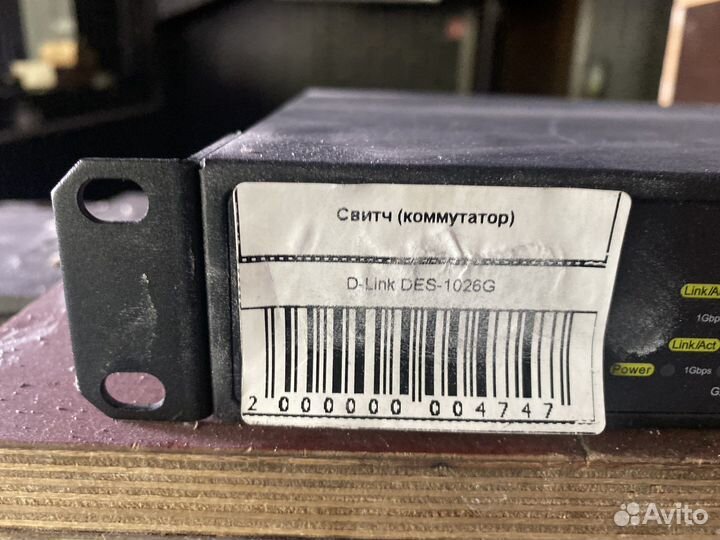 Свитч (коммутатор)
D-Link DES-1026G
2 000000 004747
Link/A
1Gbp
Link/Act
Power
1Gbps
G
Avito